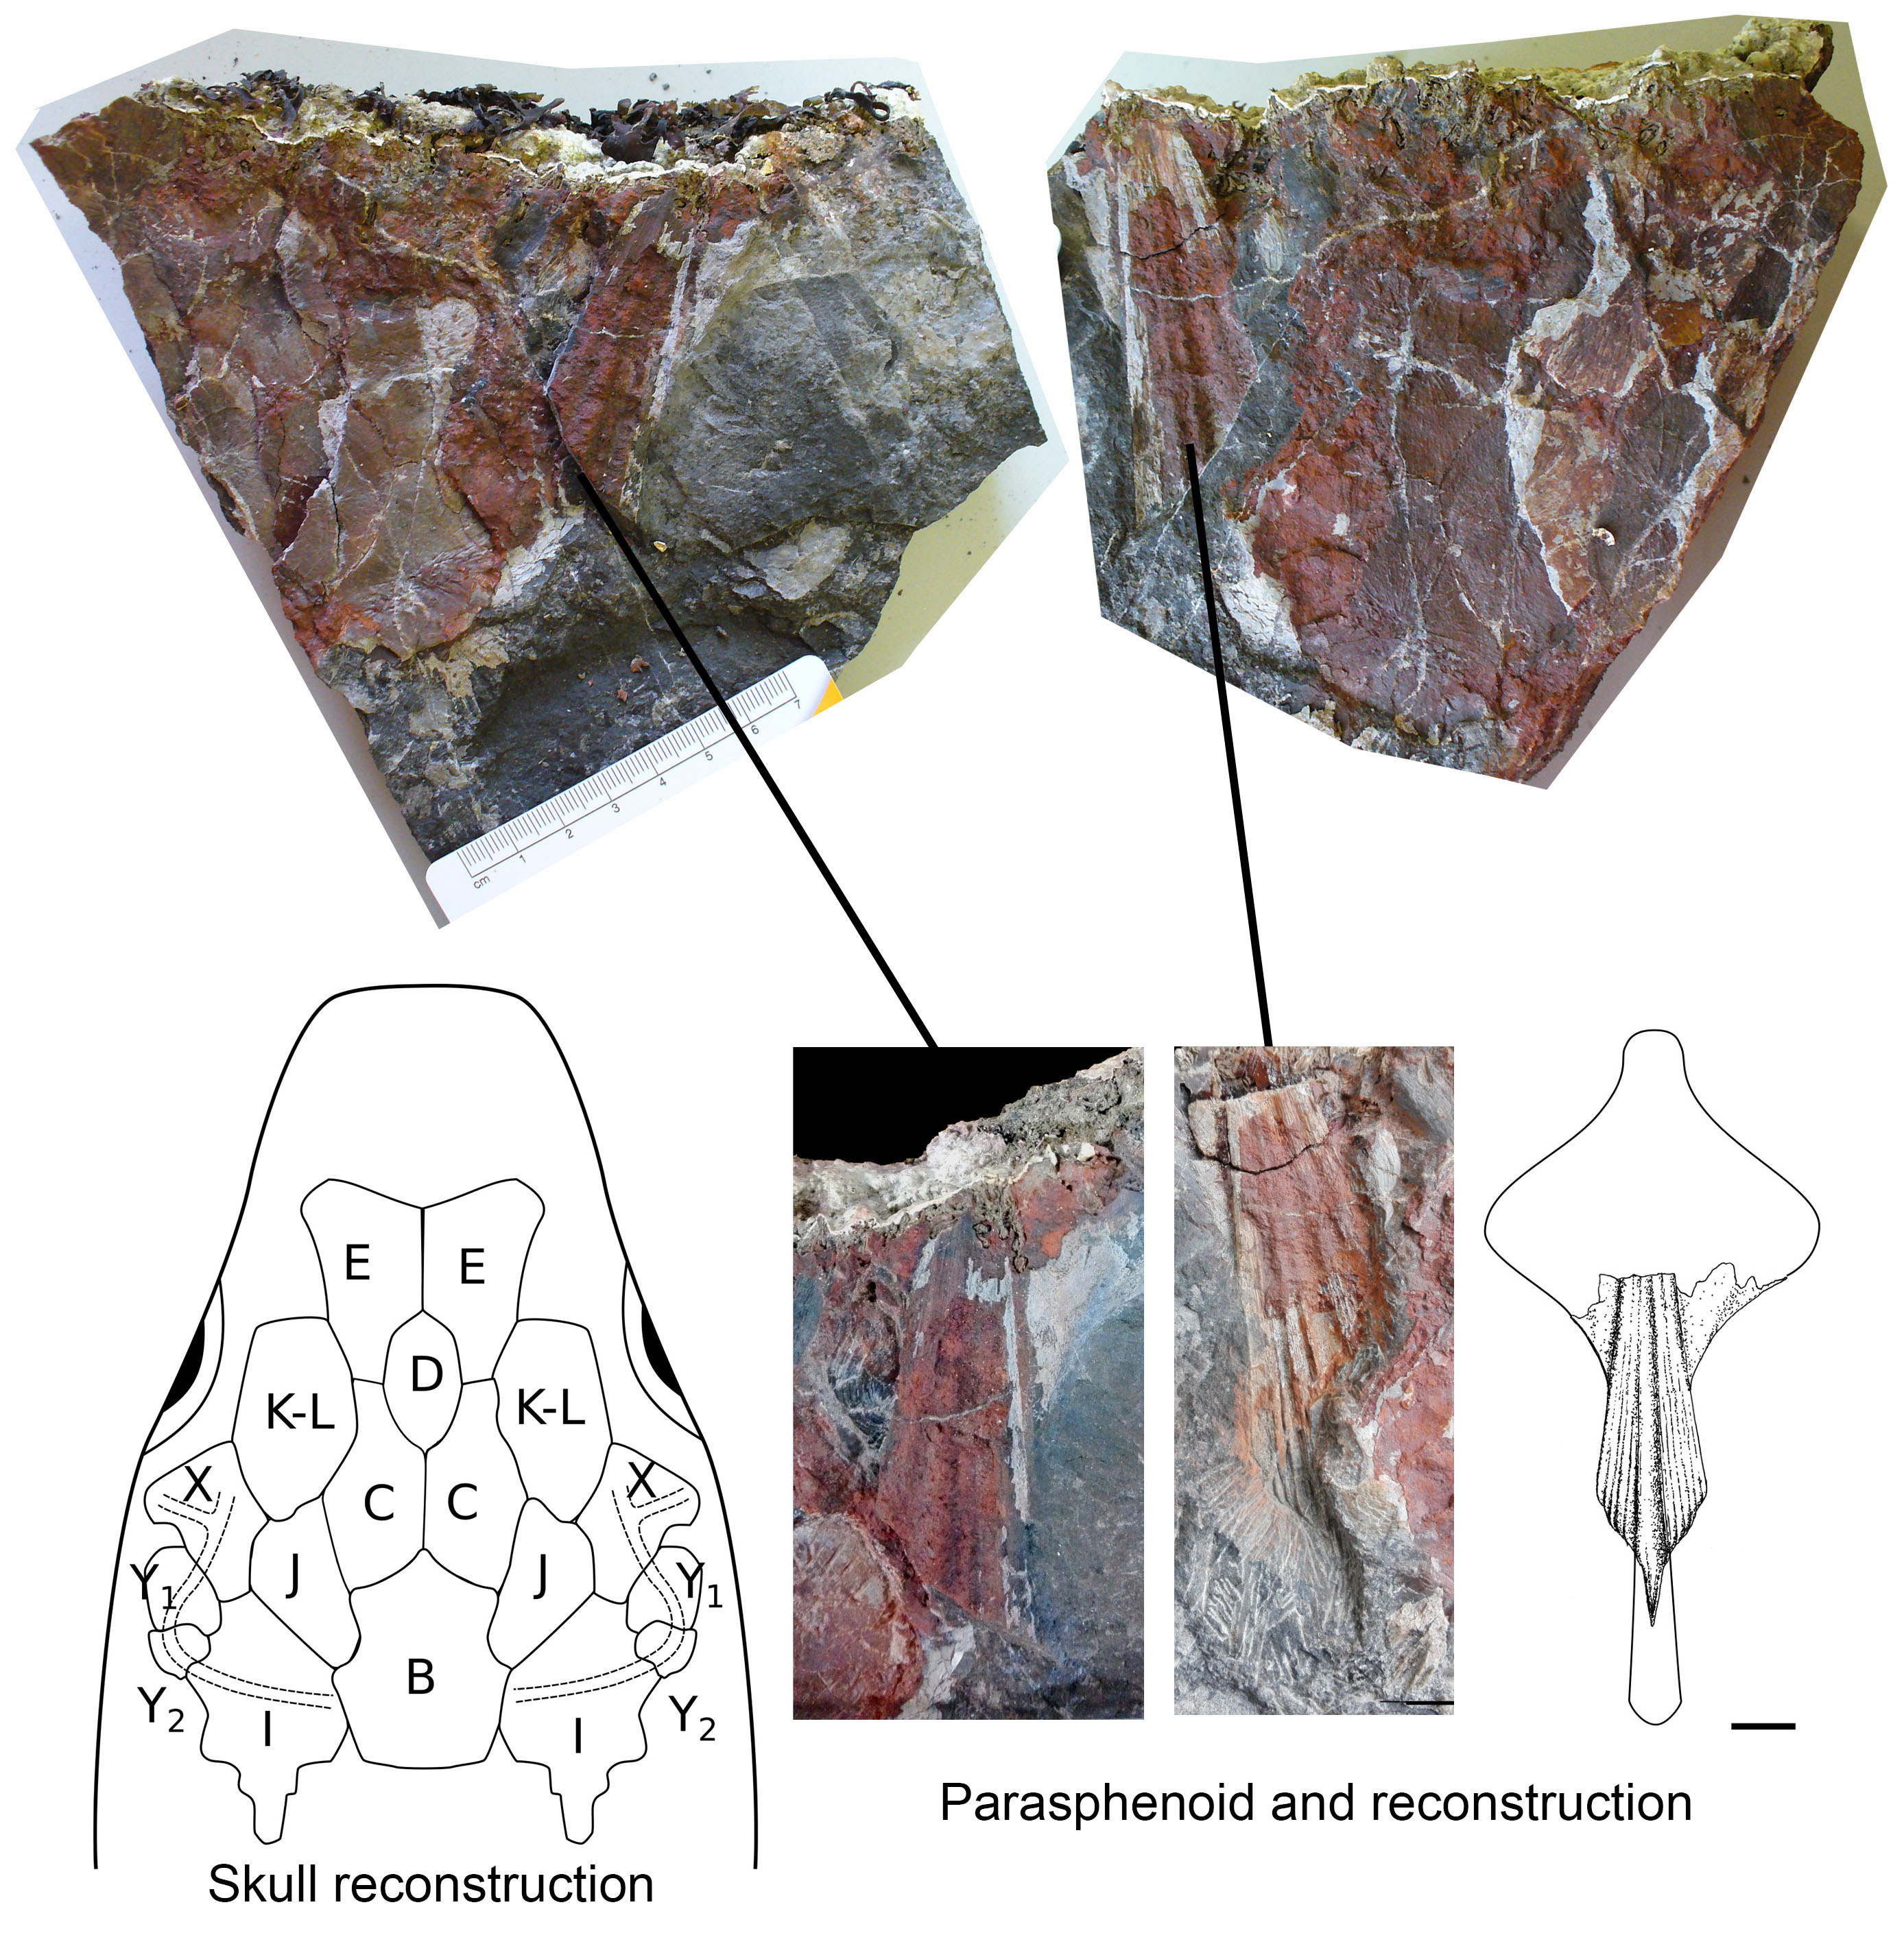 cm 1 2 3 4 5 6 7
E E
D
K-L K-L
X X
C C
Y1 J J Y1
B
Y2 I I Y2
Parasphenoid and reconstruction
Skull reconstruction